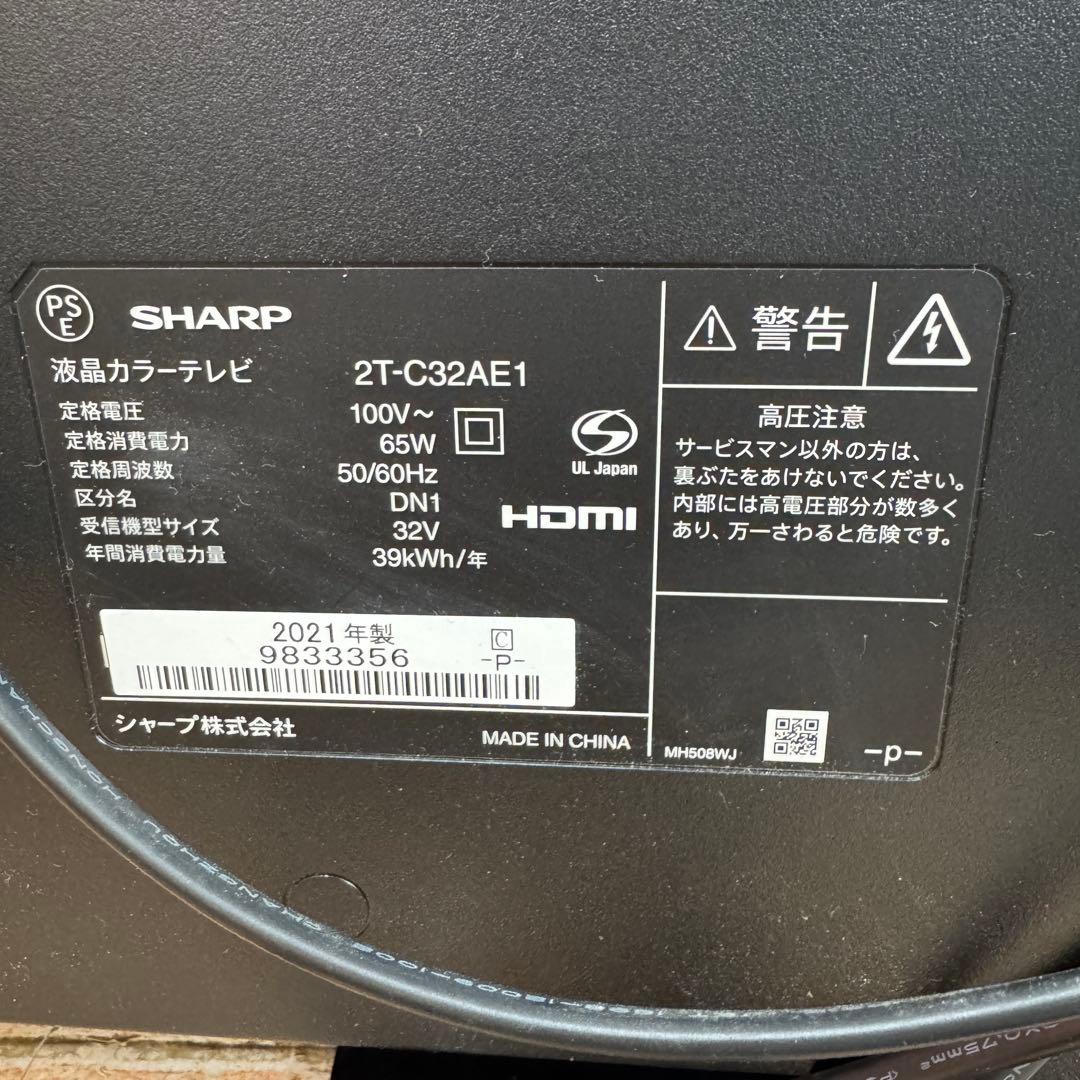 PS
E
SHARP
液晶カラーテレビ 2T-C32AE1
定格電圧 100V～
定格消費電力 65W
定格周波数 50/60Hz
区分名 DN1
受信機型サイズ 32V
年間消費電力量 39kWh/年
S
UL Japan
HDMI
2021年製 C
9833356 -P-
シャープ株式会社 MADE IN CHINA
警告
高圧注意
サービスマン以外の方は、
裏ぶたをあけないでください。
内部には高電圧部分が数多く
あり、万一さわると危険です。
MH508WJ -p-
0.75mm²